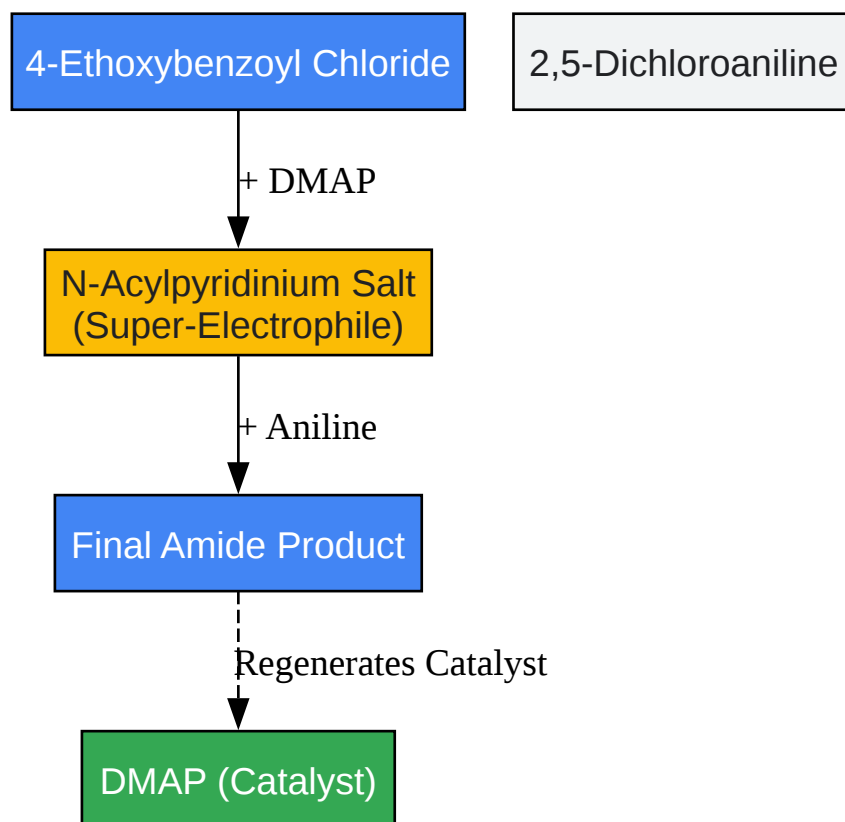 4-Ethoxybenzoyl Chloride
2,5-Dichloroaniline
+ DMAP
N-Acylpyridinium Salt
(Super-Electrophile)
+ Aniline
Final Amide Product
Regenerates Catalyst
DMAP (Catalyst)